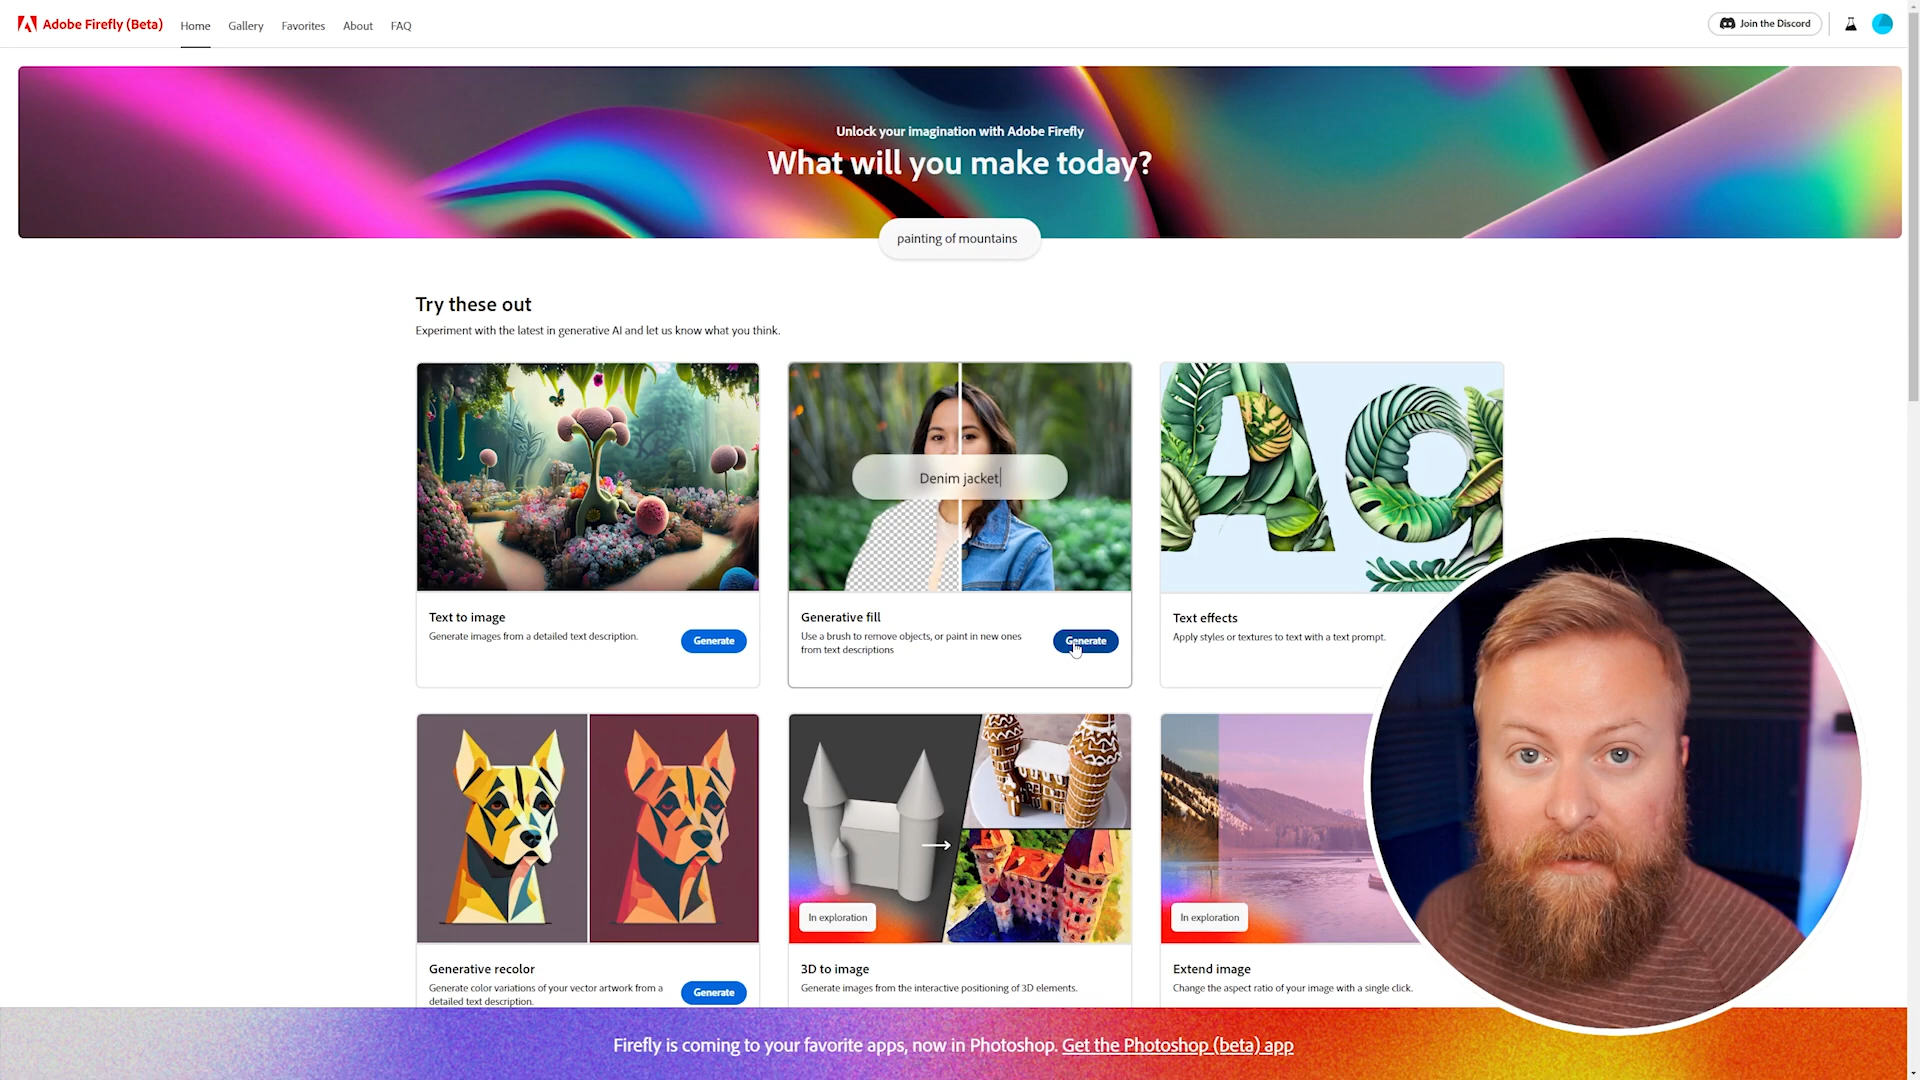 Adobe Firefly (Beta)
Home
Gallery
Favorites
About
FAQ
Join the Discord
Unlock your imagination with Adobe Firefly
What will you make today?
painting of mountains
Try these out
Experiment with the latest in generative AI and let us know what you think.
Denim jacket
Ag
Text to image
Generate images from a detailed text description.
Generate
Generative fill
Use a brush to remove objects, or paint in new ones
from text descriptions
Generate
Text effects
Apply styles or textures to text with a text prompt.
In exploration
In exploration
Generative recolor
Generate color variations of your vector artwork from a
detailed text description.
Generate
3D to image
Generate images from the interactive positioning of 3D elements.
Extend image
Change the aspect ratio of your image with a single click.
Firefly is coming to your favorite apps, now in Photoshop. Get the Photoshop (beta) app